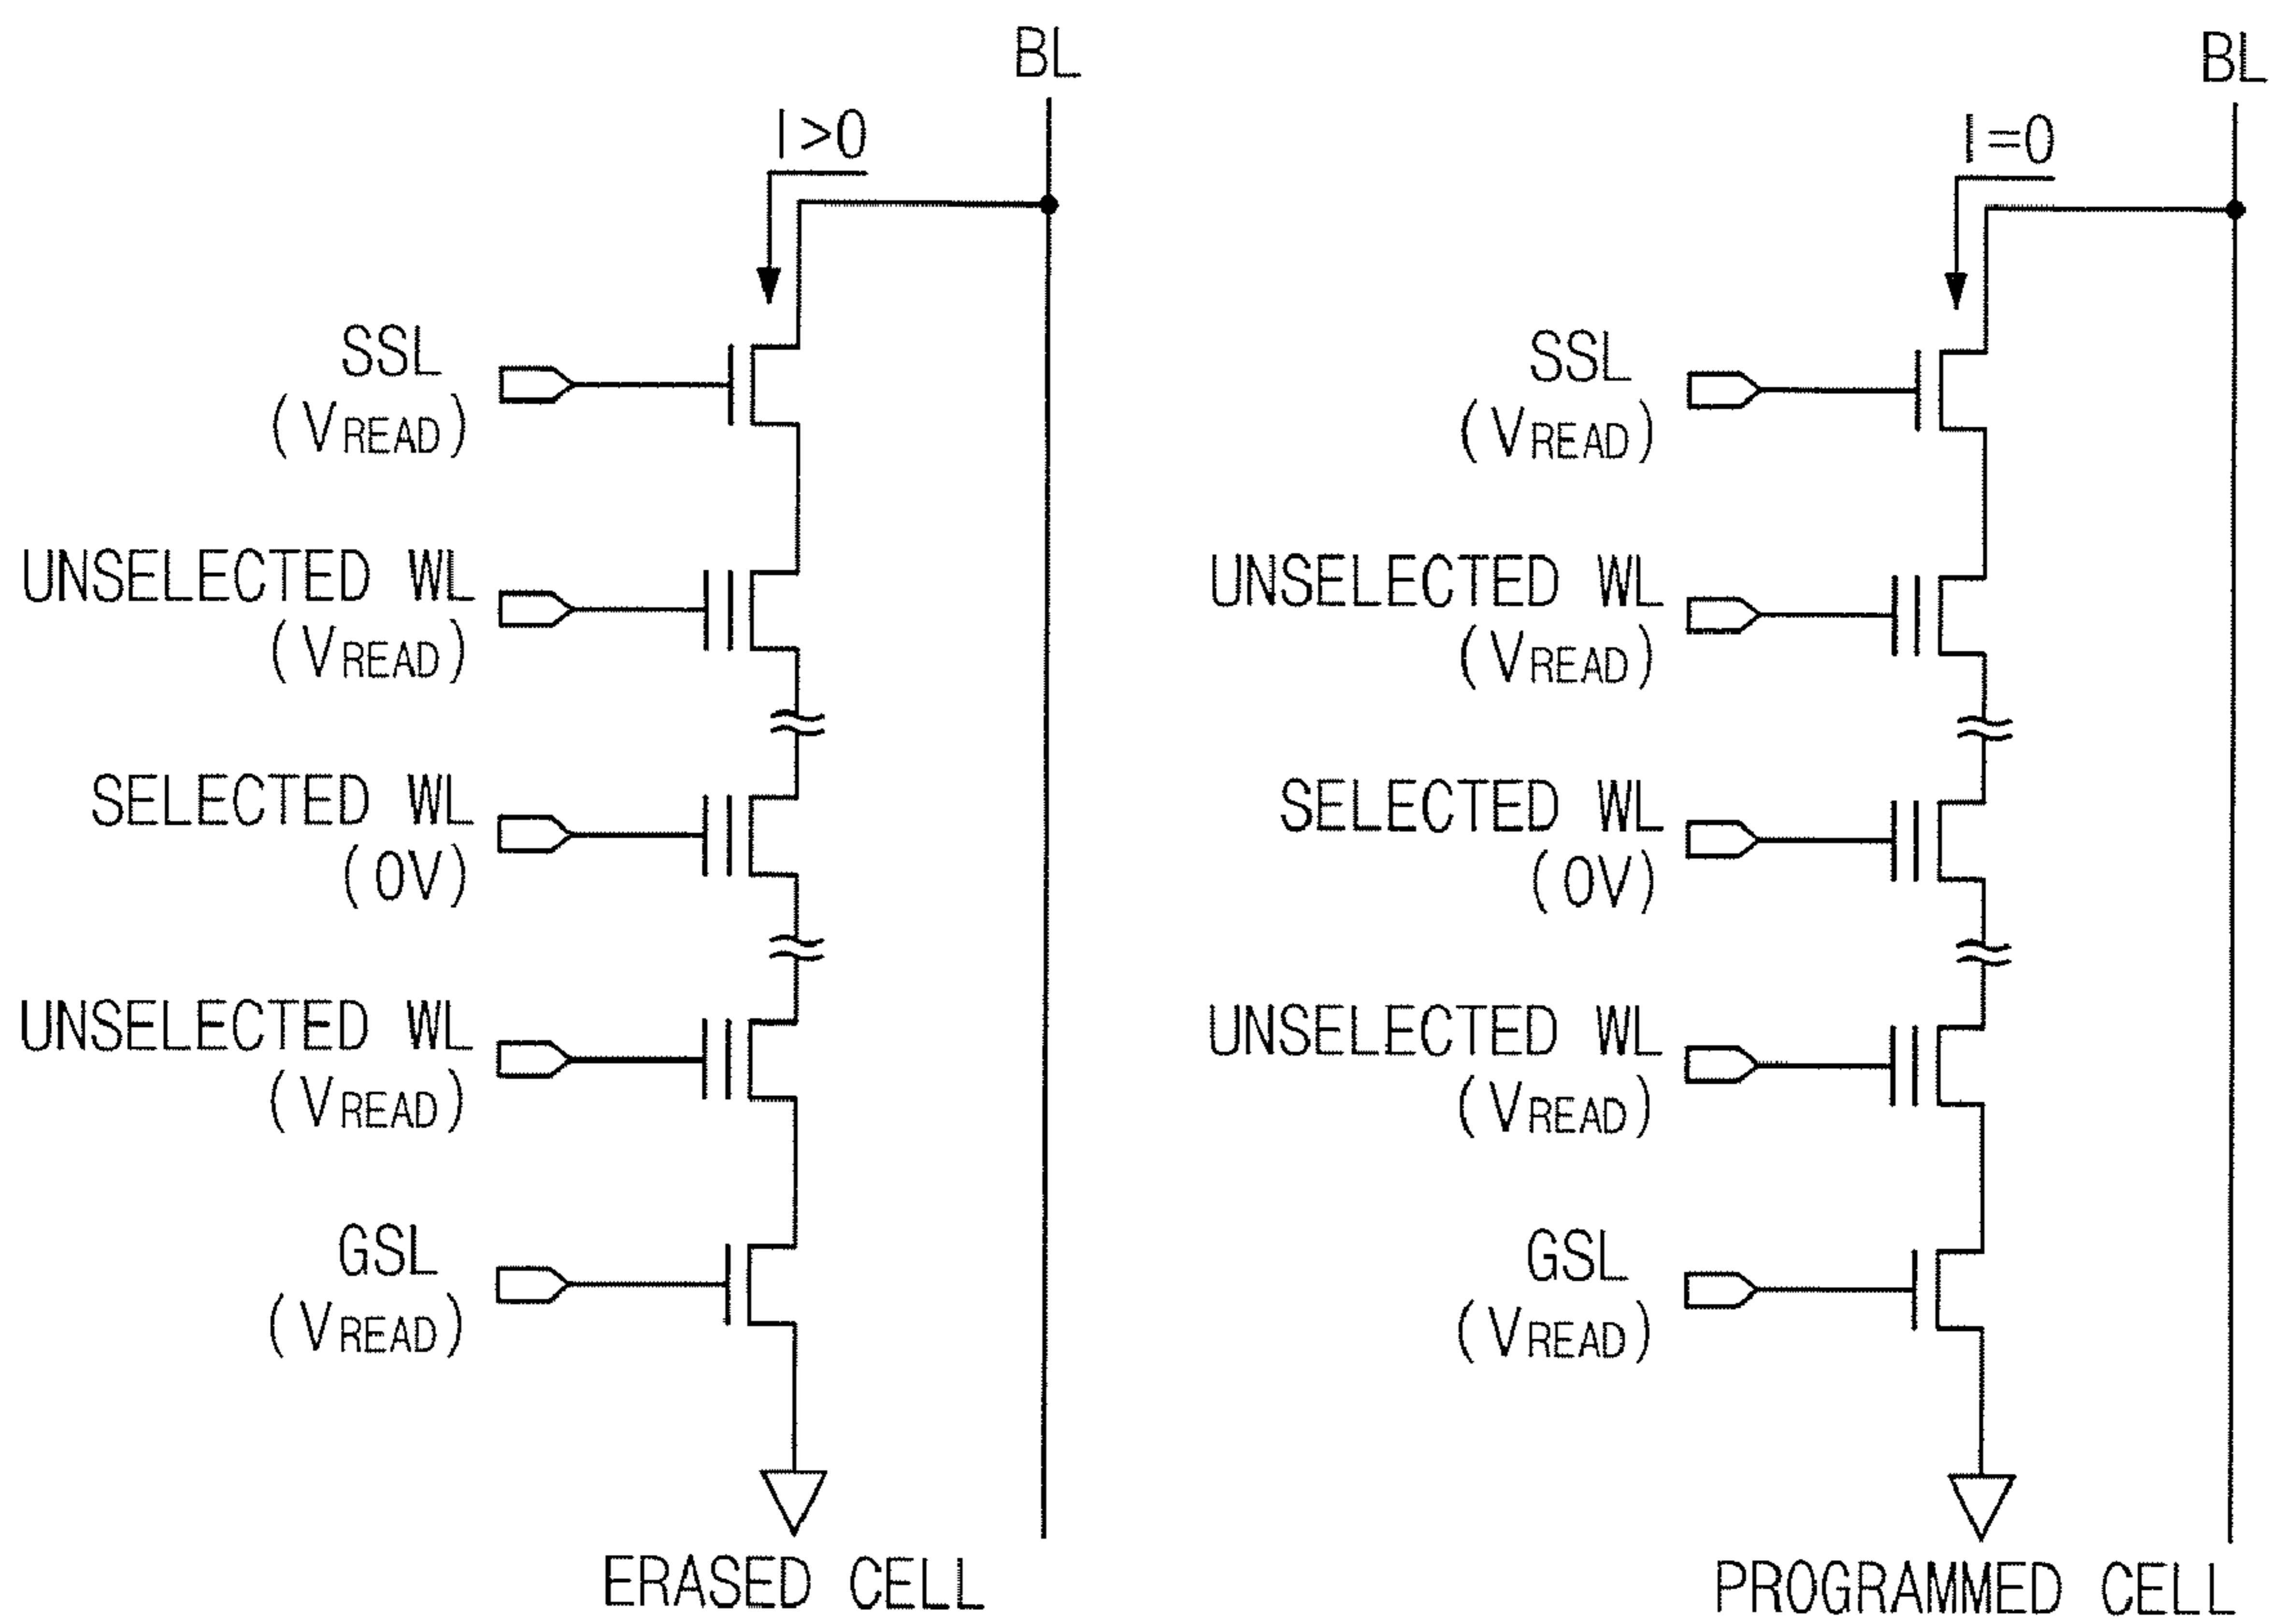 BL
I>0
SSL
(VREAD)
UNSELECTED WL
(VREAD)
SELECTED WL
(0V)
UNSELECTED WL
(VREAD)
GSL
(VREAD)
ERASED CELL
BL
I=0
SSL
(VREAD)
UNSELECTED WL
(VREAD)
SELECTED WL
(0V)
UNSELECTED WL
(VREAD)
GSL
(VREAD)
PROGRAMMED CELL